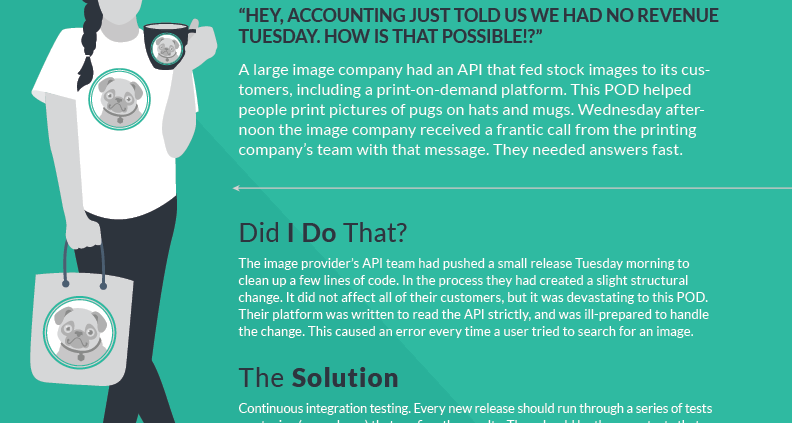 “HEY, ACCOUNTING JUST TOLD US WE HAD NO REVENUE
TUESDAY. HOW IS THAT POSSIBLE!?”
A large image company had an API that fed stock images to its cus-
tomers, including a print-on-demand platform. This POD helped
people print pictures of pugs on hats and mugs. Wednesday after-
noon the image company received a frantic call from the printing
company’s team with that message. They needed answers fast.
Did I Do That?
The image provider’s API team had pushed a small release Tuesday morning to
clean up a few lines of code. In the process they had created a slight structural
change. It did not affect all of their customers, but it was devastating to this POD.
Their platform was written to read the API strictly, and was ill-prepared to handle
the change. This caused an error every time a user tried to search for an image.
The Solution
Continuous integration testing. Every new release should run through a series of tests